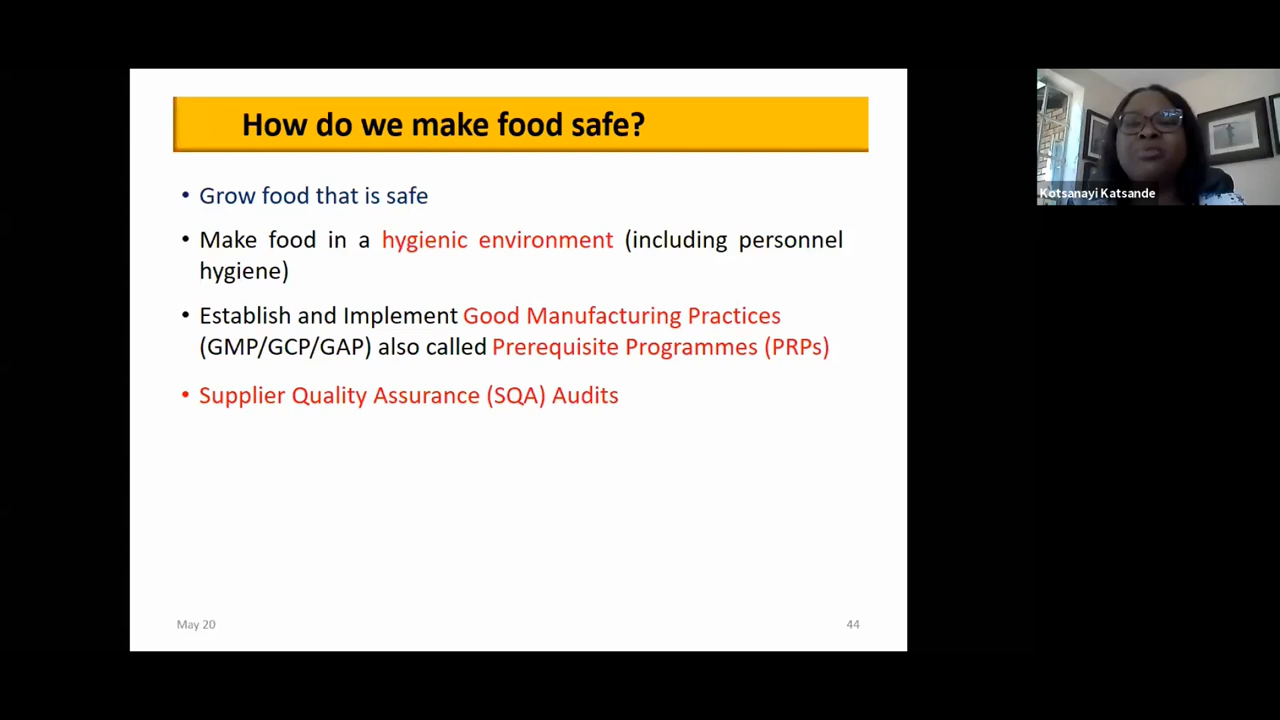 How do we make food safe?
• Grow food that is safe
• Make food in a hygienic environment (including personnel
hygiene)
• Establish and Implement Good Manufacturing Practices
(GMP/GCP/GAP) also called Prerequisite Programmes (PRPs)
• Supplier Quality Assurance (SQA) Audits
May 20
44
Kotsanayi Katsande